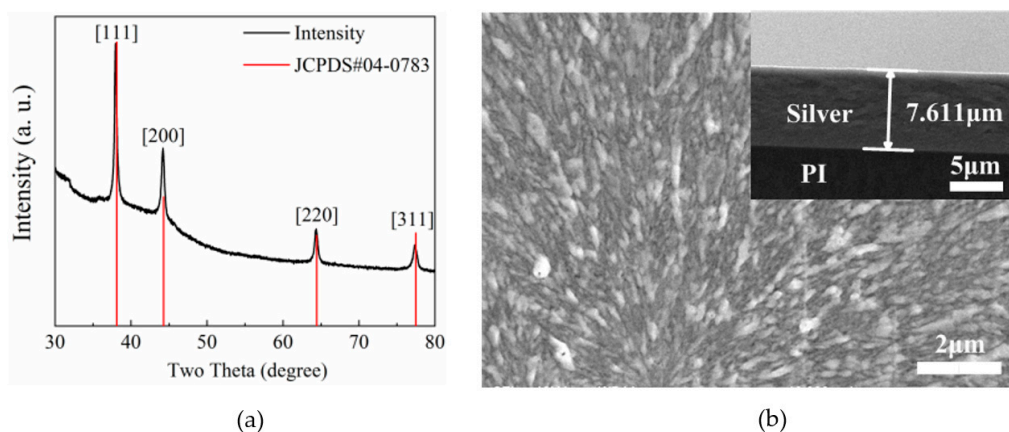 [111]
Intensity
JCPDS#04-0783
[200]
[220]
[311]
Intensity (a. u.)
30 40 50 60 70 80
Two Theta (degree)
(a)
Silver
7.611μm
PI
5μm
2μm
(b)